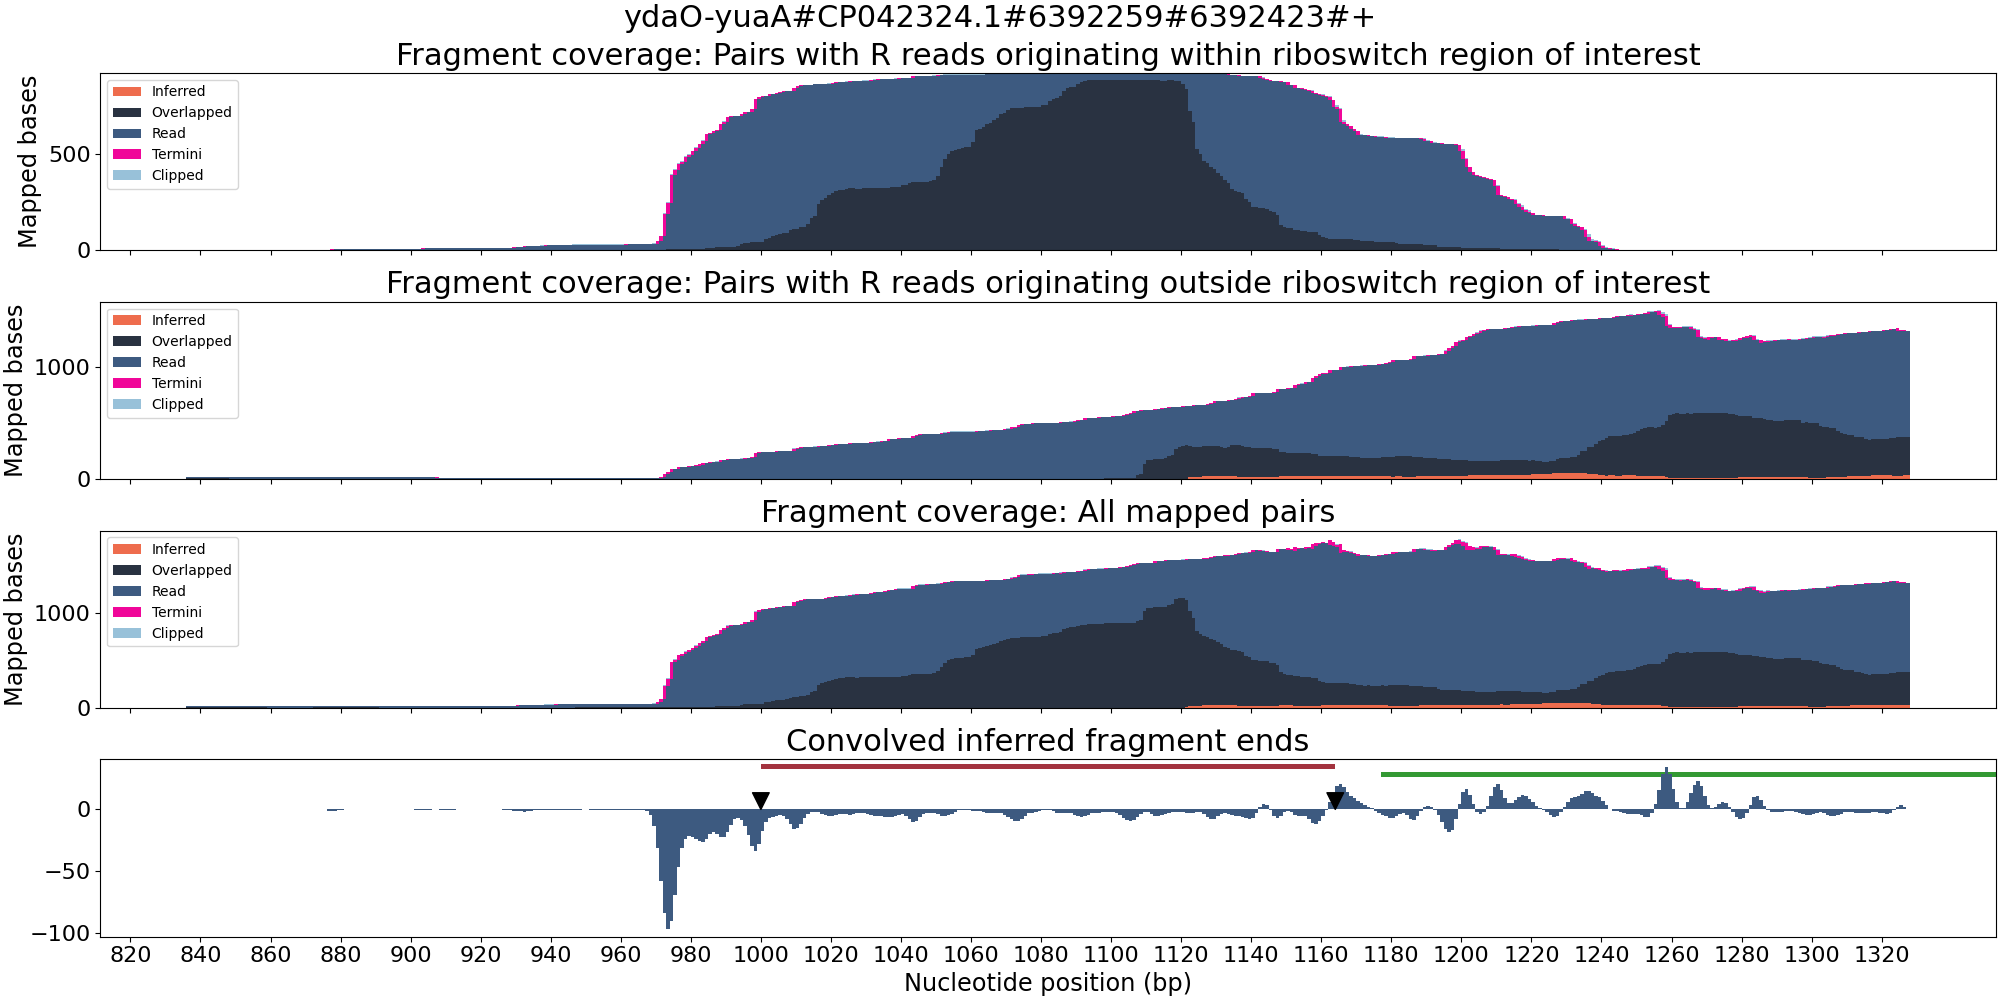 ydaO-yuaA#CP042324.1#6392259#6392423#+
Fragment coverage: Pairs with R reads originating within riboswitch region of interest
Mapped bases
500
0
Inferred
Overlapped
Read
Termini
Clipped
Fragment coverage: Pairs with R reads originating outside riboswitch region of interest
Mapped bases
1000
0
Inferred
Overlapped
Read
Termini
Clipped
Fragment coverage: All mapped pairs
Mapped bases
1000
0
Inferred
Overlapped
Read
Termini
Clipped
Convolved inferred fragment ends
0
−50
−100
820 840 860 880 900 920 940 960 980 1000 1020 1040 1060 1080 1100 1120 1140 1160 1180 1200 1220 1240 1260 1280 1300 1320
Nucleotide position (bp)